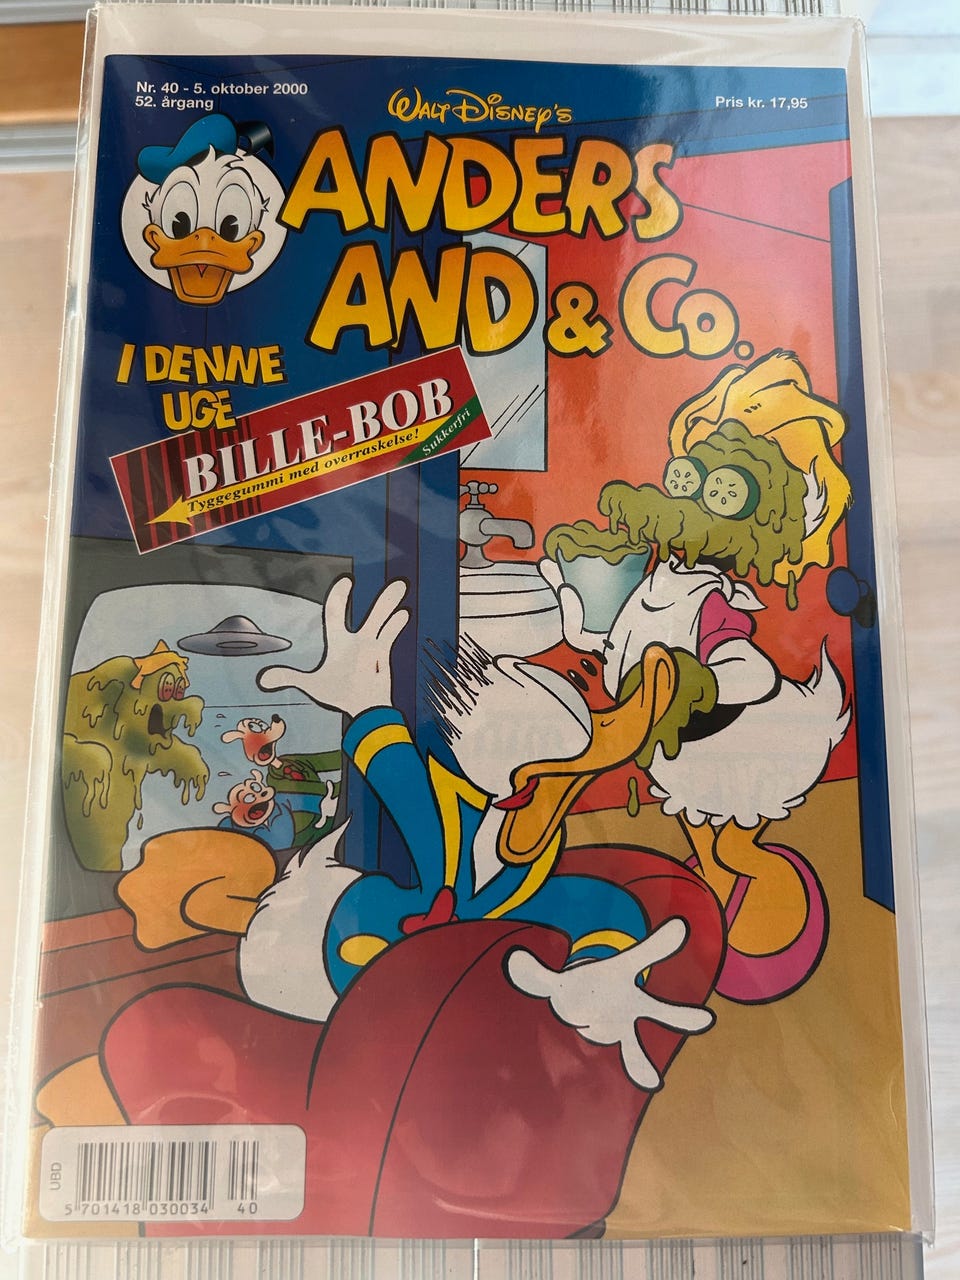 Nr. 40 - 5. oktober 2000
52. årgang
WALT DISNEY'S
Pris kr. 17,95
ANDERS
AND & Co.
I DENNE
UGE
BILLE-BOB
Tyggegummi med overraskelse!
Sukkerfri
UBD
5 701418 030034 40